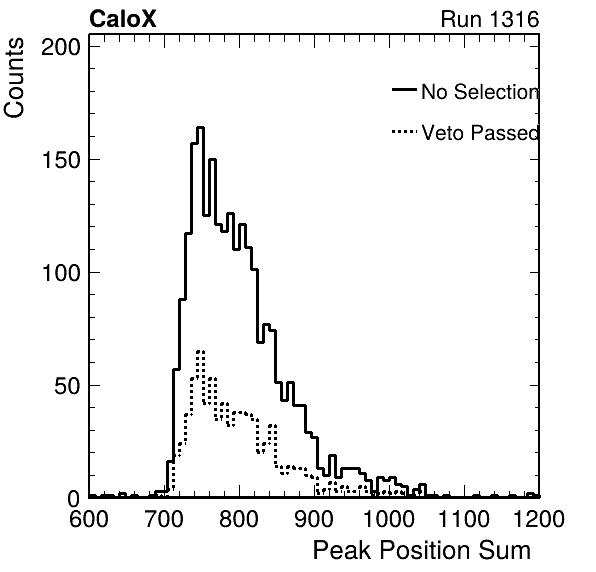 CaloX Run 1316
Counts
200
150
100
50
0
No Selection
Veto Passed
600 700 800 900 1000 1100 1200
Peak Position Sum